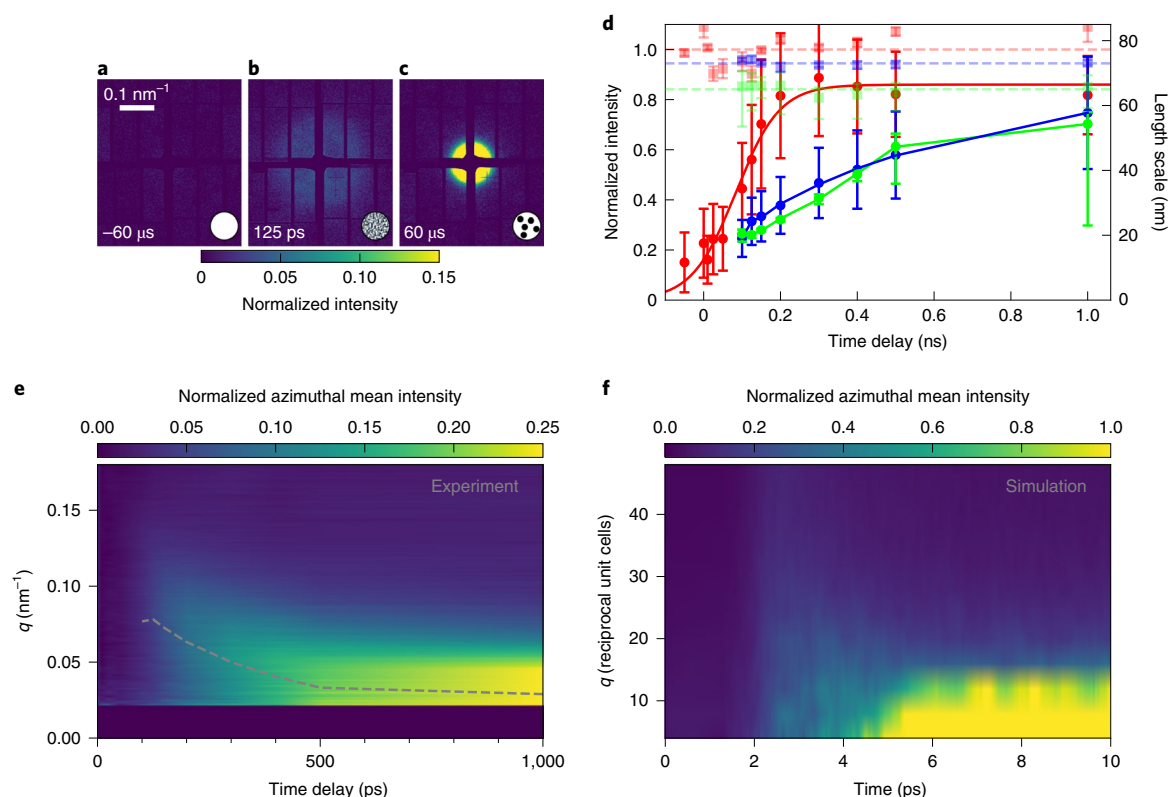 a
b
c
0.1 nm⁻¹
–60 µs
125 ps
60 µs
0 0.05 0.10 0.15
Normalized intensity
d
1.0
0.8
0.6
0.4
0.2
0
Normalized intensity
80
60
40
20
0
Length scale (nm)
0 0.2 0.4 0.6 0.8 1.0
Time delay (ns)
e
Normalized azimuthal mean intensity
0.00 0.05 0.10 0.15 0.20 0.25
Experiment
0.15
0.10
0.05
0.00
q (nm⁻¹)
0 500 1,000
Time delay (ps)
f
Normalized azimuthal mean intensity
0.0 0.2 0.4 0.6 0.8 1.0
Simulation
40
30
20
10
q (reciprocal unit cells)
0 2 4 6 8 10
Time (ps)